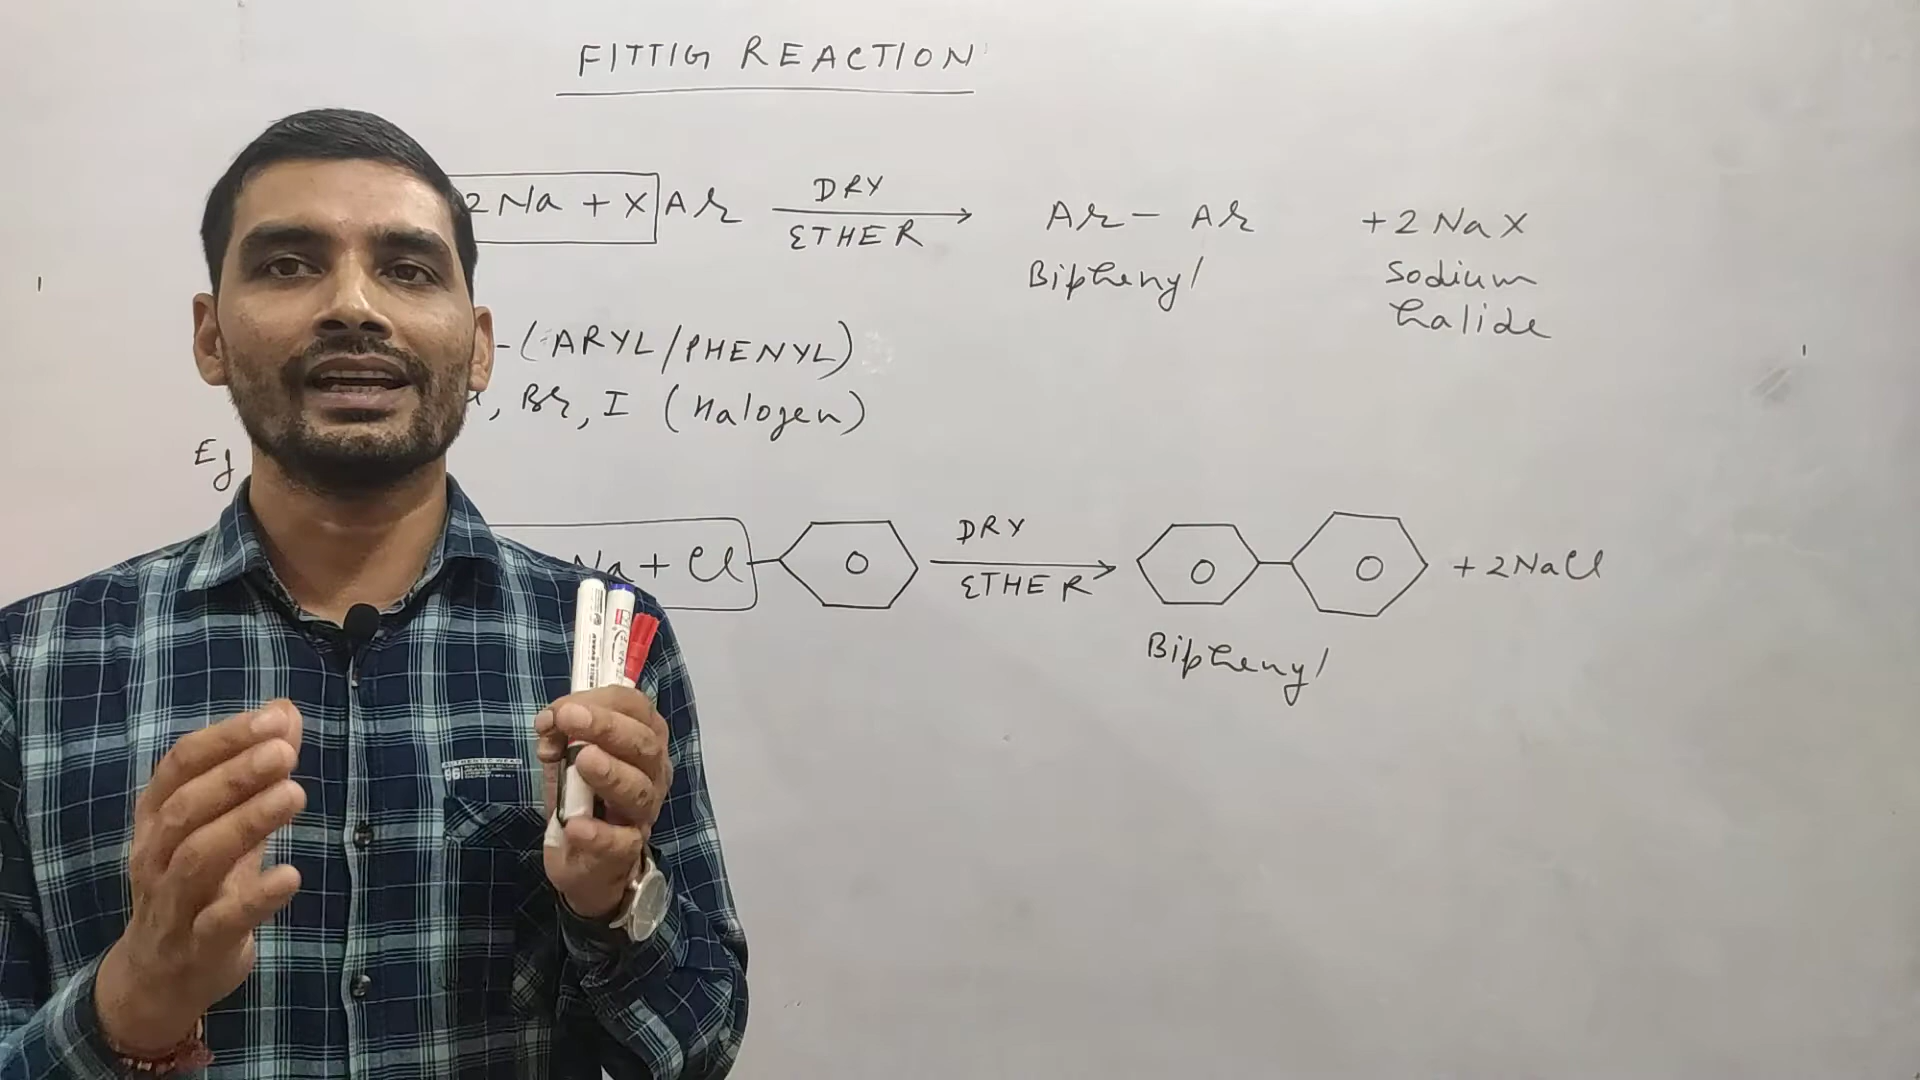 FITTIG REACTION
2Na + X Ar DRY ETHER Ar - Ar + 2NaX
Biphenyl Sodium halide
- (ARYL/PHENYL)
, Br, I (Halogen)
Eg
Na + Cl DRY ETHER + 2NaCl
Biphenyl